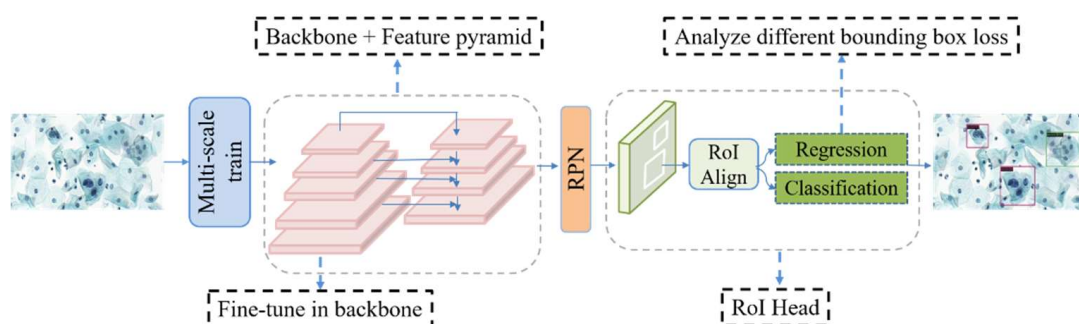 Backbone + Feature pyramid
Analyze different bounding box loss
Multi-scale
train
RPN
RoI
Align
Regression
Classification
Fine-tune in backbone
RoI Head